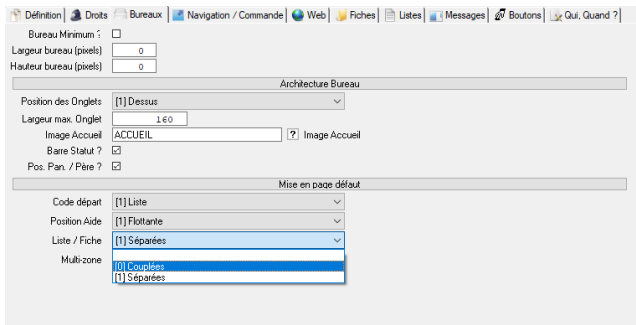 Définition Droits Bureaux Navigation / Commande Web Fiches Listes Messages Boutons Qui, Quand ?
Bureau Minimum ?
Largeur bureau (pixels) 0
Hauteur bureau (pixels) 0
Architecture Bureau
Position des Onglets [1] Dessus
Largeur max. Onglet 160
Image Accueil ACCUEIL ? Image Accueil
Barre Statut ?
Pos. Pan. / Père ?
Mise en page défaut
Code départ [1] Liste
Position Aide [1] Flottante
Liste / Fiche [1] Séparées
Multi-zone
[0] Couplées
[1] Séparées